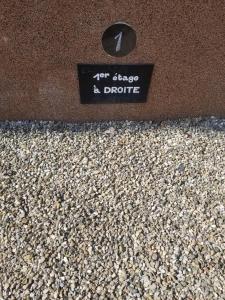 1
1er étage
à DROITE